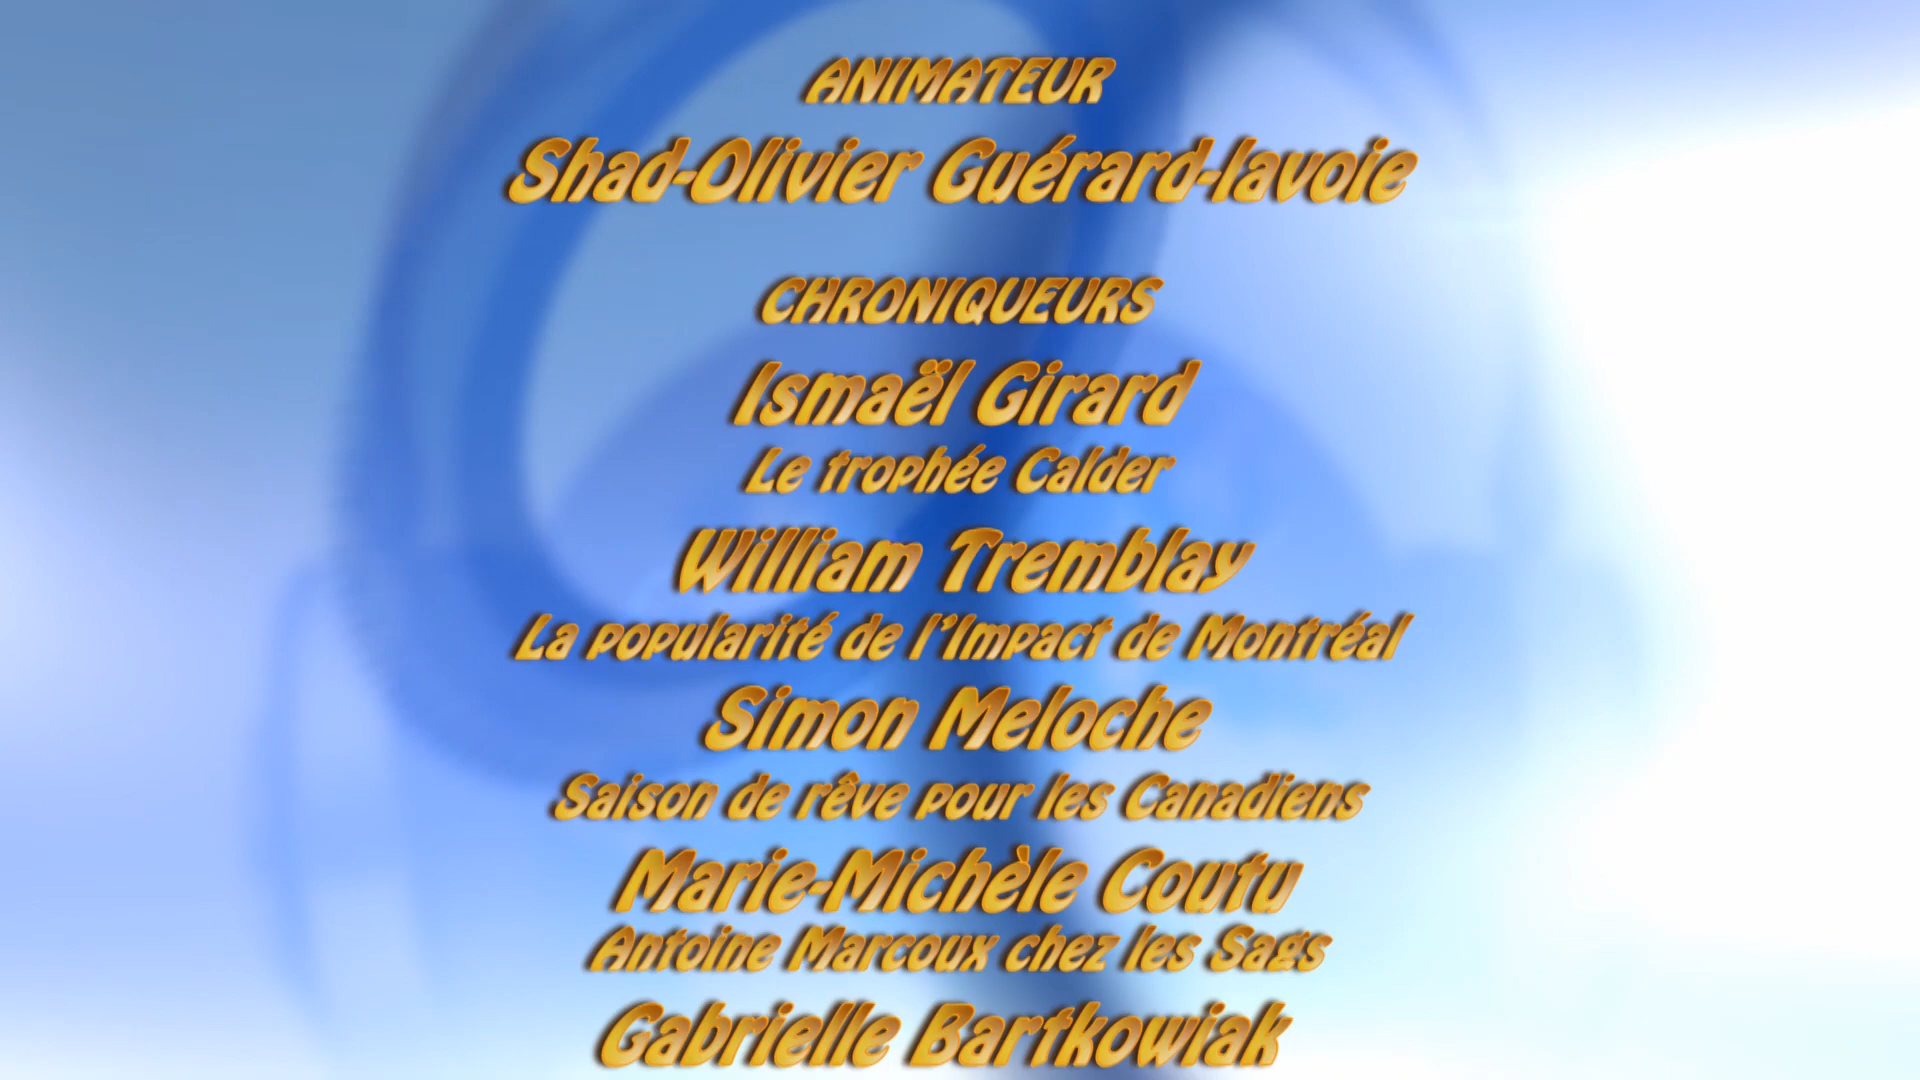 ANIMATEUR
Shad-Olivier Guérard-lavoie
CHRONIQUEURS
Ismaël Girard
Le trophée Calder
William Tremblay
La popularité de l'Impact de Montréal
Simon Meloche
Saison de rêve pour les Canadiens
Marie-Michèle Coutu
Antoine Marcoux chez les Sags
Gabrielle Bartkowiak